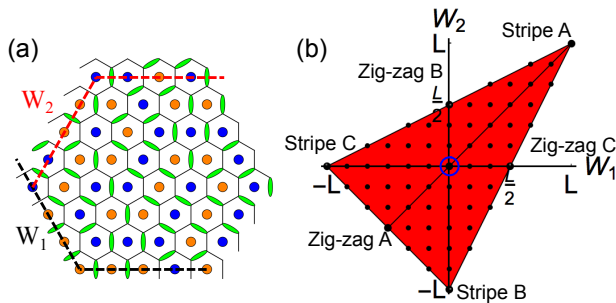 (a)
W₂
W₁
(b)
W₂
L
Stripe A
Zig-zag B
L/2
Stripe C
Zig-zag C
−L
L/2
L
W₁
Zig-zag A
−L
Stripe B